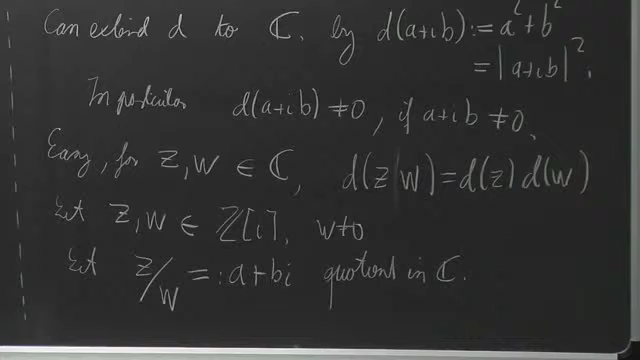 Can extend d to ℂ, by d(a+ib) := a²+b²
= |a+ib|².
In particular d(a+ib) ≠ 0, if a+ib ≠ 0.
Easy, for z, w ∈ ℂ, d(zw) = d(z) d(w)
Let z, w ∈ ℤ[i], w≠0
Let z/w =: a+bi quotient in ℂ.